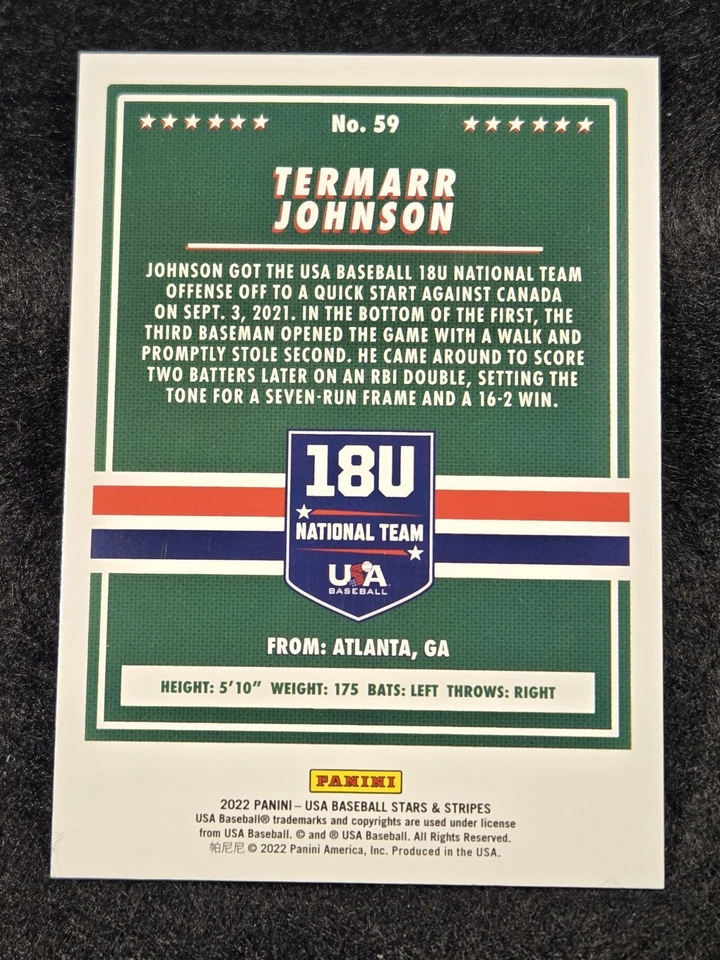 No. 59
TERMARR
JOHNSON
JOHNSON GOT THE USA BASEBALL 18U NATIONAL TEAM
OFFENSE OFF TO A QUICK START AGAINST CANADA
ON SEPT. 3, 2021. IN THE BOTTOM OF THE FIRST, THE
THIRD BASEMAN OPENED THE GAME WITH A WALK AND
PROMPTLY STOLE SECOND. HE CAME AROUND TO SCORE
TWO BATTERS LATER ON AN RBI DOUBLE, SETTING THE
TONE FOR A SEVEN-RUN FRAME AND A 16-2 WIN.
18U
NATIONAL TEAM
USA
BASEBALL
FROM: ATLANTA, GA
HEIGHT: 5'10" WEIGHT: 175 BATS: LEFT THROWS: RIGHT
PANINI
2022 PANINI – USA BASEBALL STARS & STRIPES
USA Baseball® trademarks and copyrights are used under license
from USA Baseball. © and ® USA Baseball. All Rights Reserved.
帕尼尼 © 2022 Panini America, Inc. Produced in the USA.